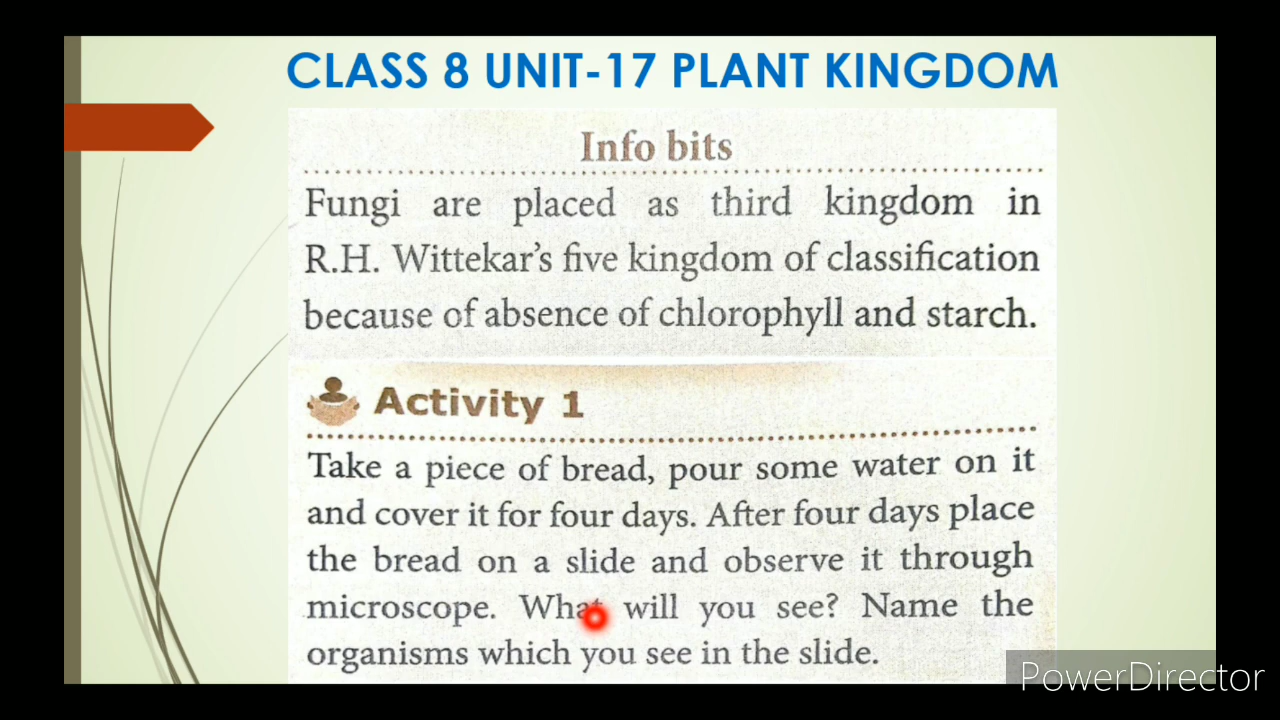 CLASS 8 UNIT-17 PLANT KINGDOM
Info bits
Fungi are placed as third kingdom in
R.H. Wittekar's five kingdom of classification
because of absence of chlorophyll and starch.
Activity 1
Take a piece of bread, pour some water on it
and cover it for four days. After four days place
the bread on a slide and observe it through
microscope. What will you see? Name the
organisms which you see in the slide.
PowerDirector